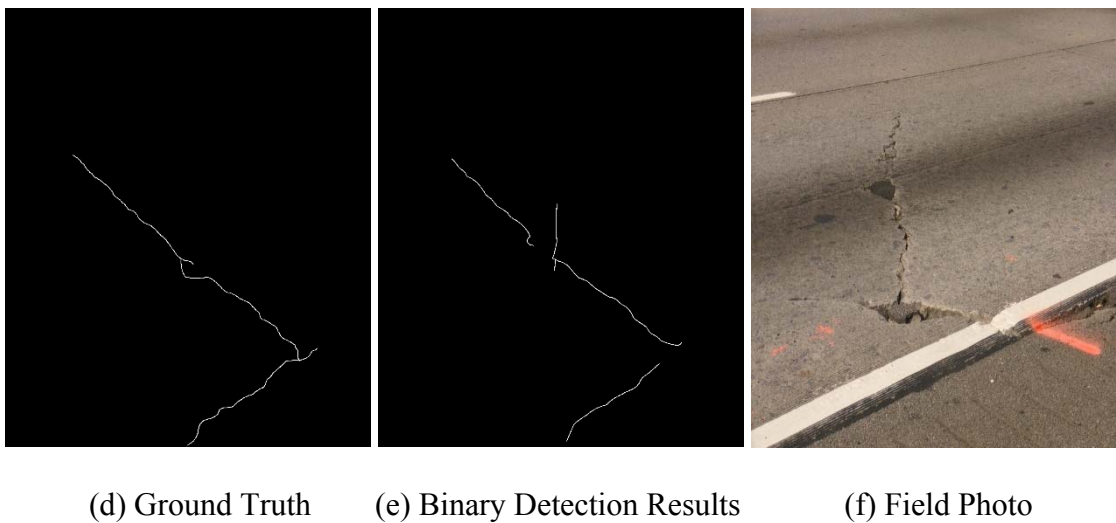 (d) Ground Truth
(e) Binary Detection Results
(f) Field Photo